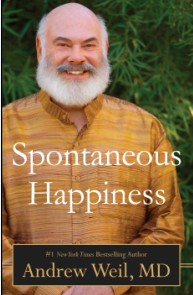 Spontaneous
Happiness
#1 New York Times Bestselling Author
Andrew Weil, MD